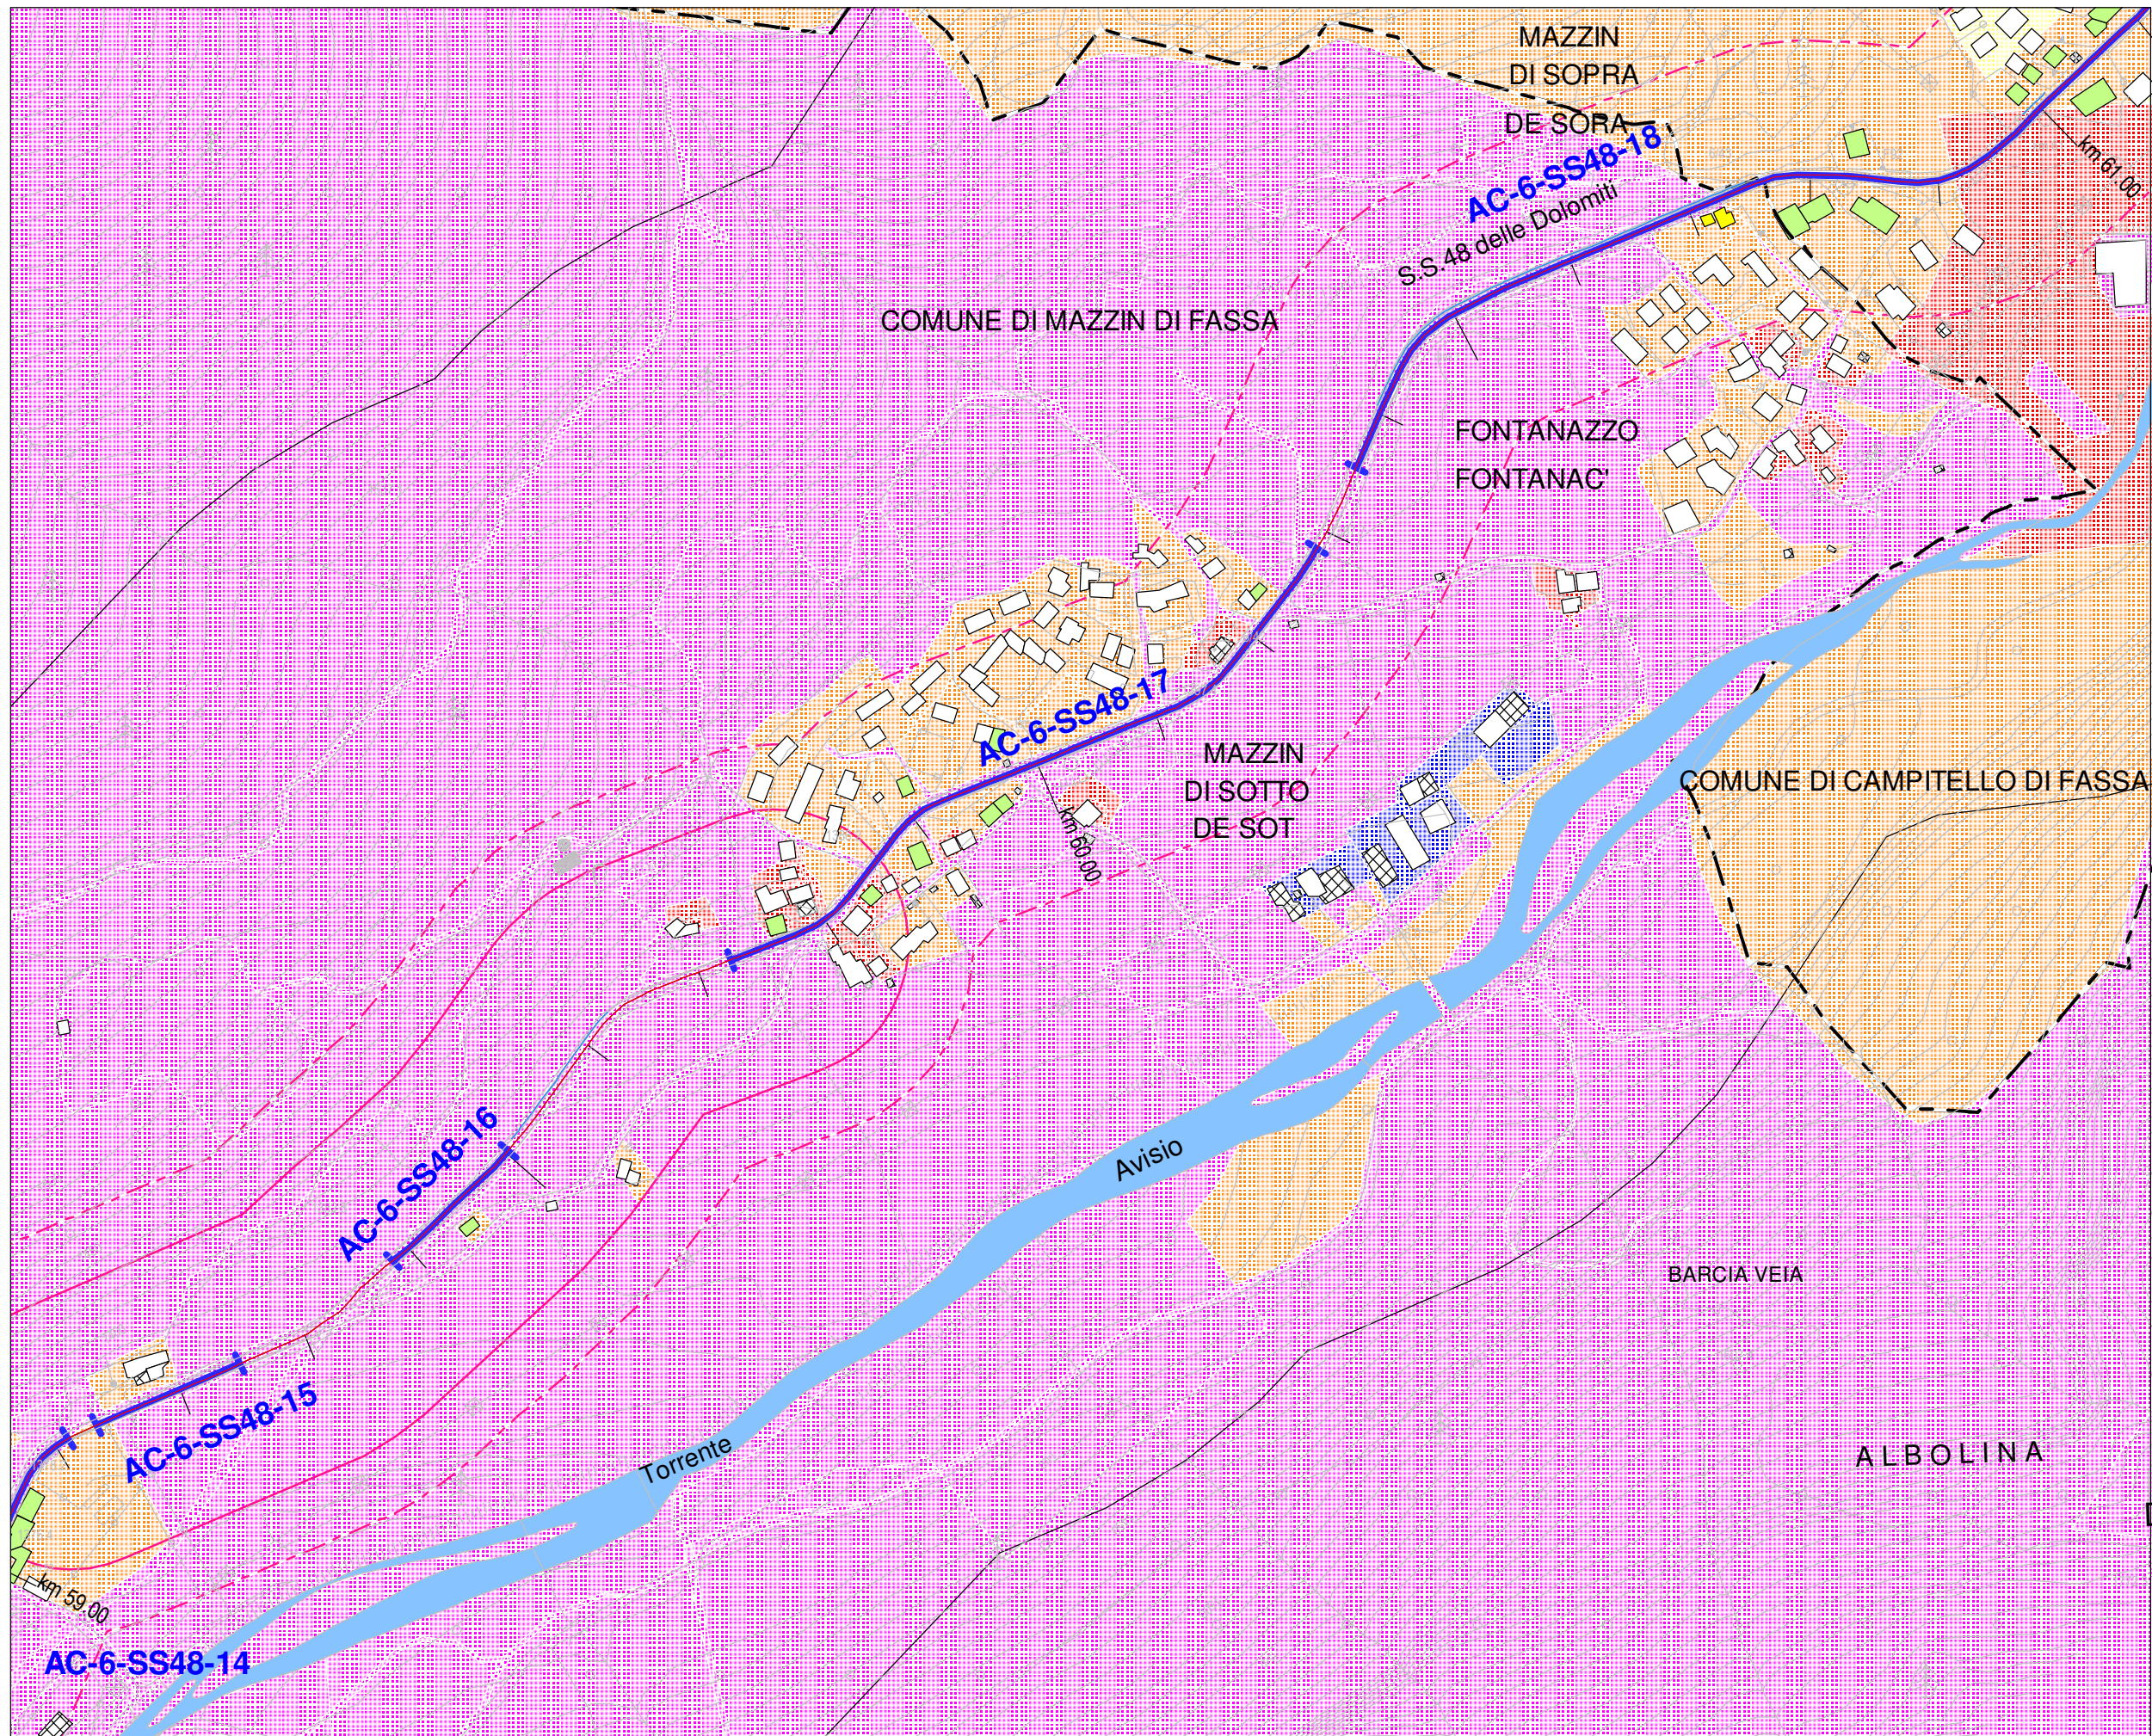 MAZZIN
DI SOPRA
DE SORA
AC-6-SS48-18
S.S.48 delle Dolomiti
km 61.00
COMUNE DI MAZZIN DI FASSA
FONTANAZZO
FONTANAC'
AC-6-SS48-17
MAZZIN
DI SOTTO
DE SOT
km 60.00
COMUNE DI CAMPITELLO DI FASSA
AC-6-SS48-16
Avisio
BARCIA VEIA
AC-6-SS48-15
Torrente
ALBOLINA
km 59.00
AC-6-SS48-14